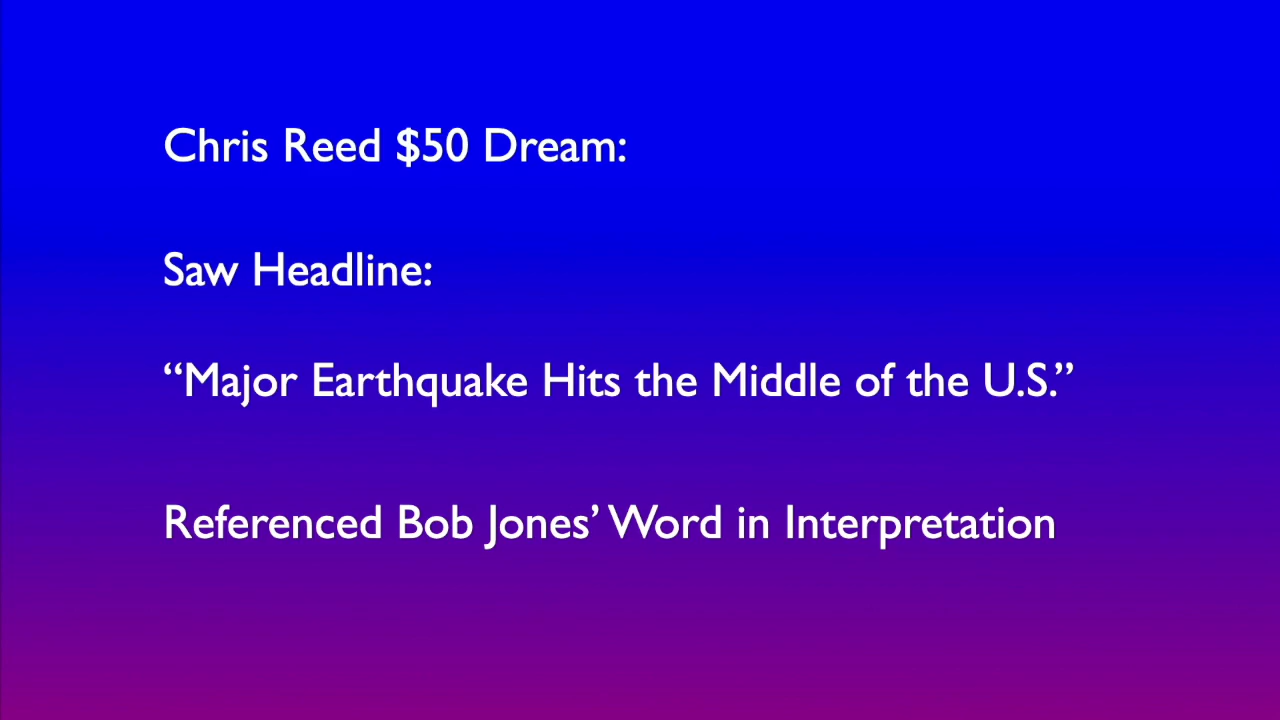 Chris Reed $50 Dream:
Saw Headline:
“Major Earthquake Hits the Middle of the U.S.”
Referenced Bob Jones’ Word in Interpretation